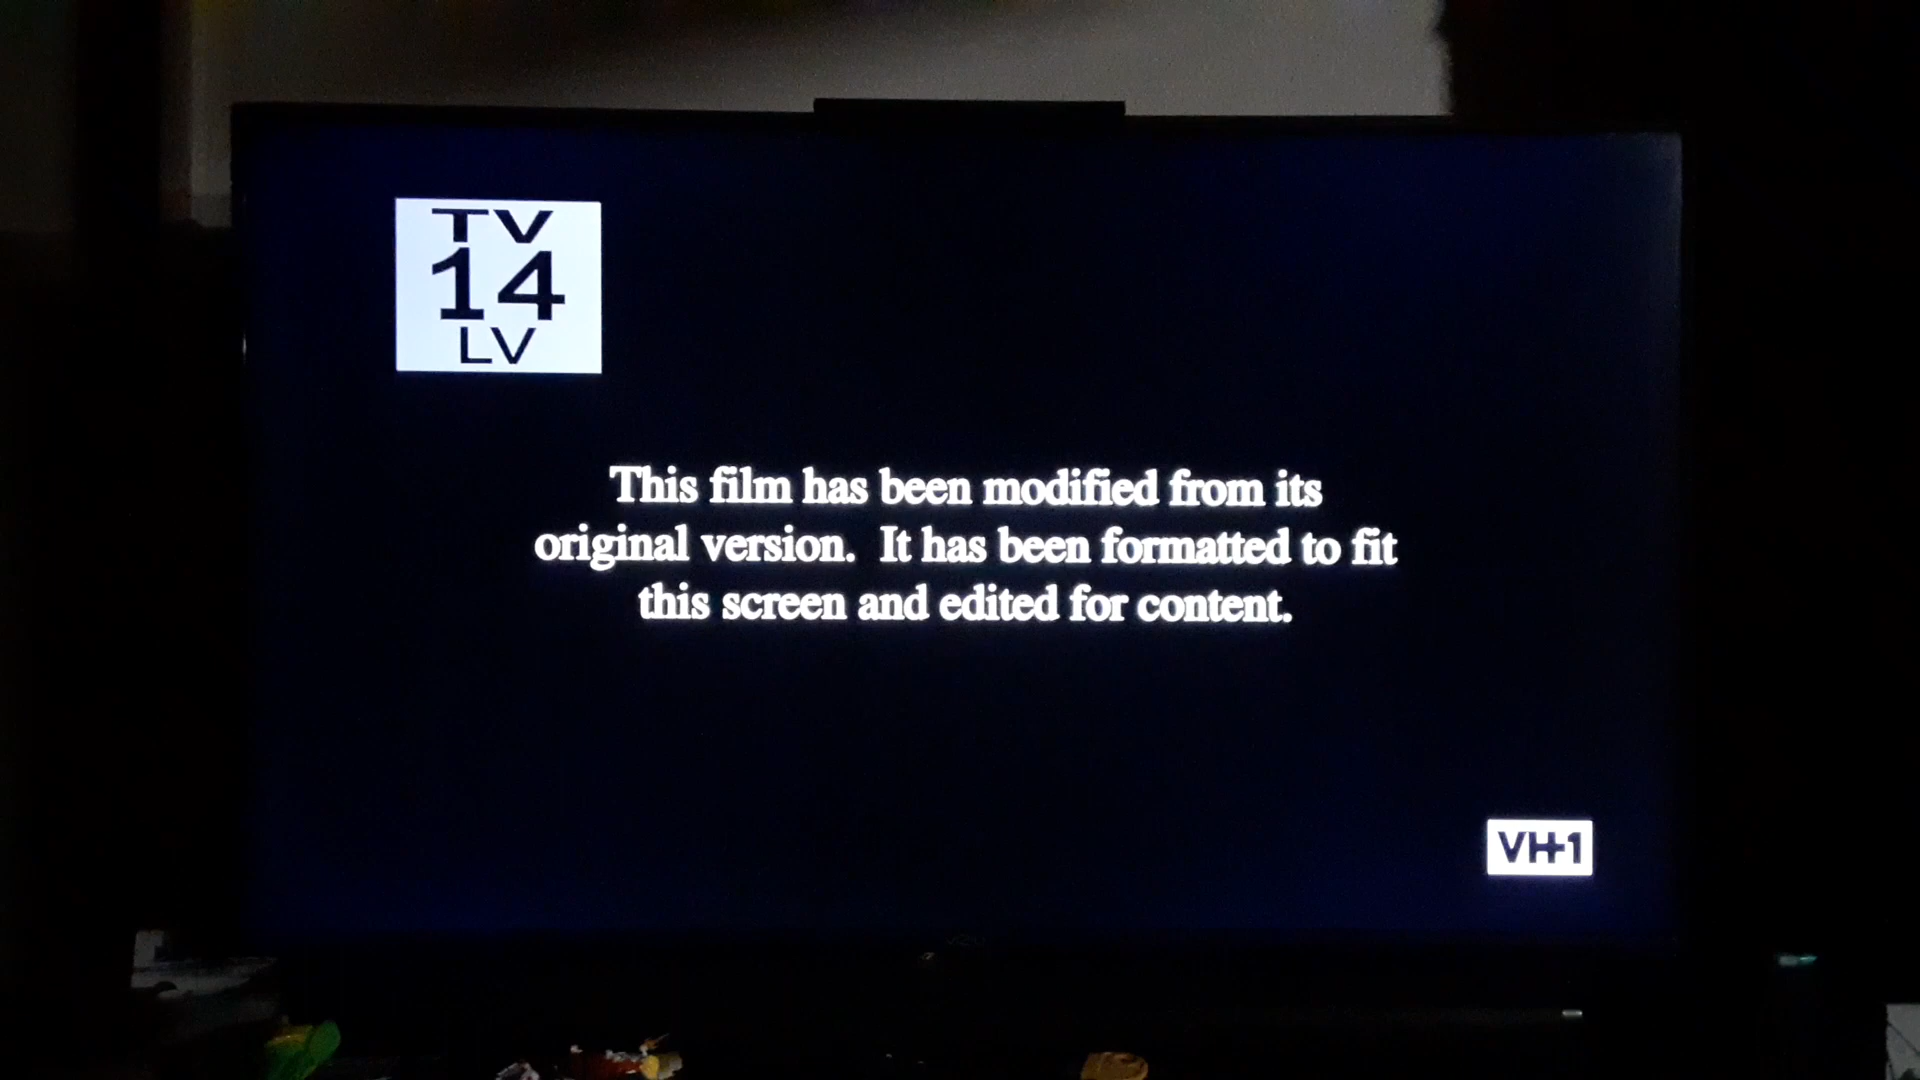 TV
14
LV
This film has been modified from its
original version.  It has been formatted to fit
this screen and edited for content.
VH1